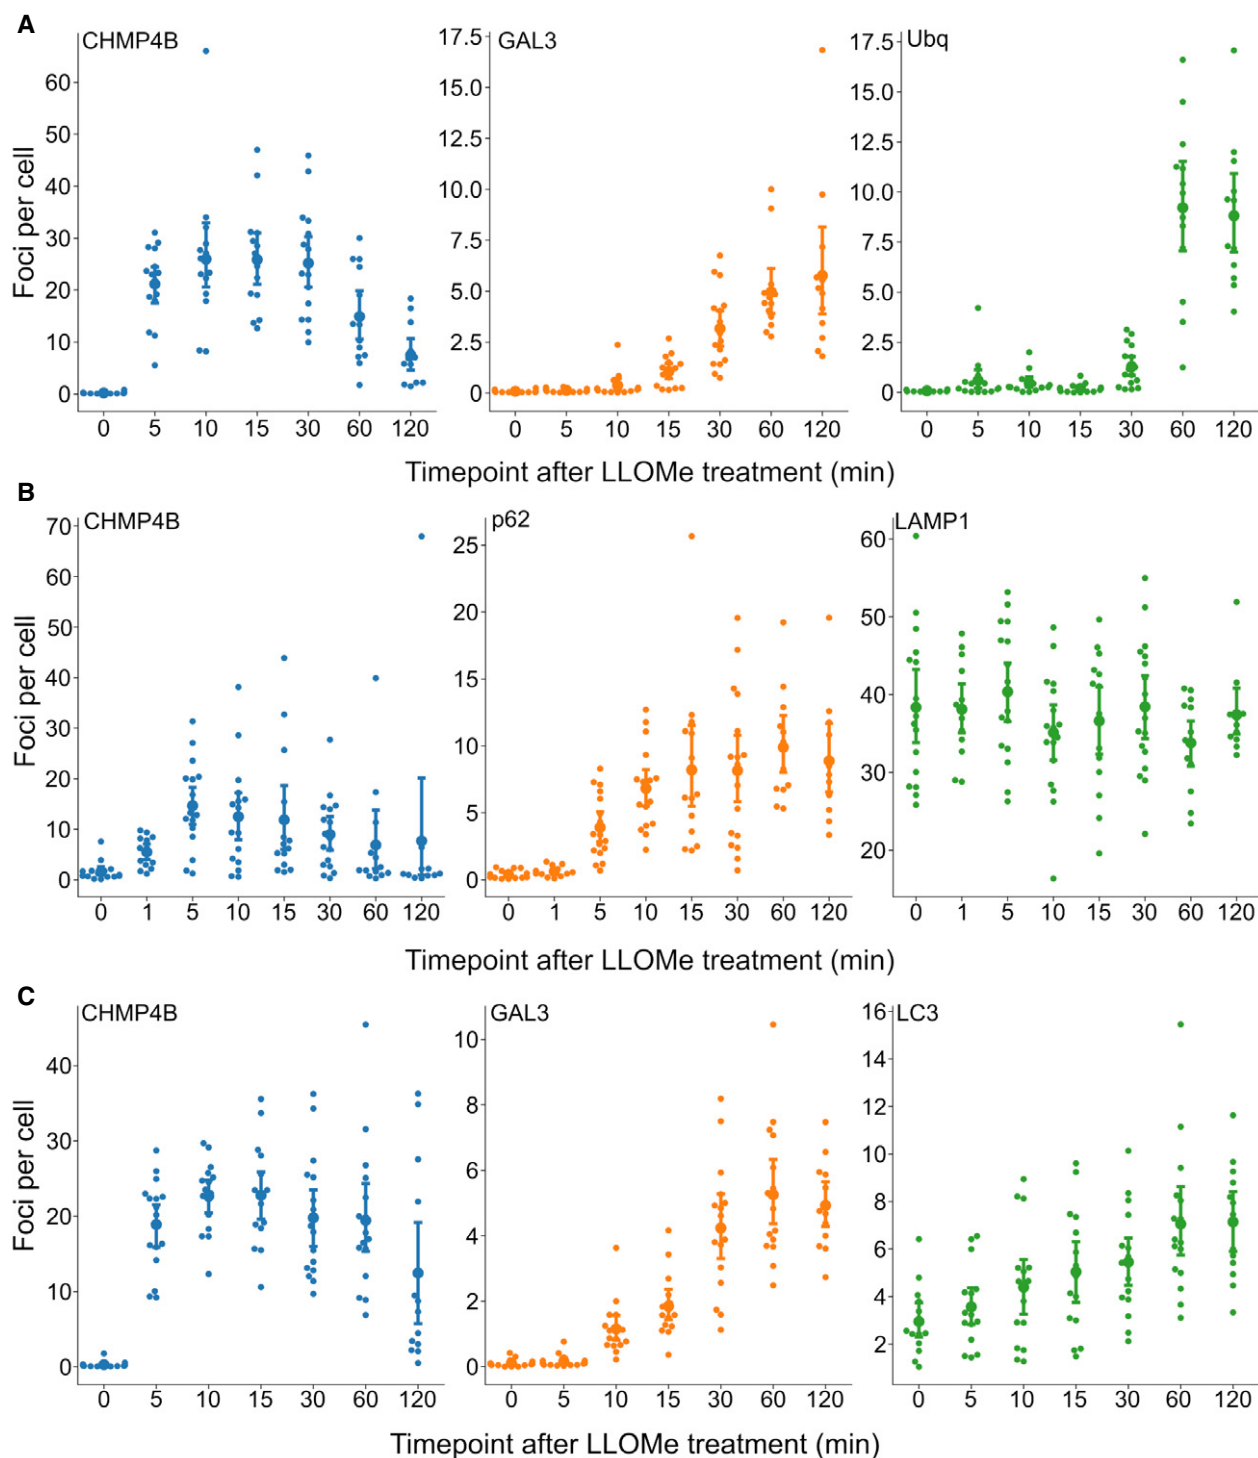 A
CHMP4B
GAL3
Ubq
Foci per cell
60
50
40
30
20
10
0
17.5
15.0
12.5
10.0
7.5
5.0
2.5
0
17.5
15.0
12.5
10.0
7.5
5.0
2.5
0
0 5 10 15 30 60 120
0 5 10 15 30 60 120
0 5 10 15 30 60 120
Timepoint after LLOMe treatment (min)
B
CHMP4B
p62
LAMP1
Foci per cell
70
60
50
40
30
20
10
0
25
20
15
10
5
0
60
50
40
30
20
0 1 5 10 15 30 60 120
0 1 5 10 15 30 60 120
0 1 5 10 15 30 60 120
Timepoint after LLOMe treatment (min)
C
CHMP4B
GAL3
LC3
Foci per cell
40
30
20
10
0
10
8
6
4
2
0
16
14
12
10
8
6
4
2
0 5 10 15 30 60 120
0 5 10 15 30 60 120
0 5 10 15 30 60 120
Timepoint after LLOMe treatment (min)